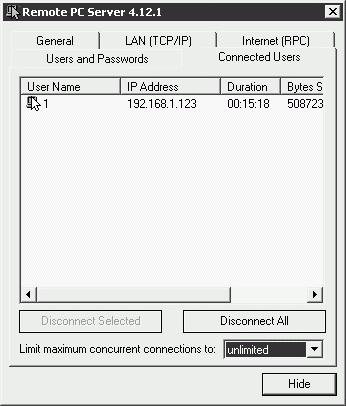 Remote PC Server 4.12.1
General LAN (TCP/IP) Internet (RPC)
Users and Passwords Connected Users
User Name IP Address Duration Bytes S
1 192.168.1.123 00:15:18 508723
Disconnect Selected Disconnect All
Limit maximum concurrent connections to: unlimited
Hide